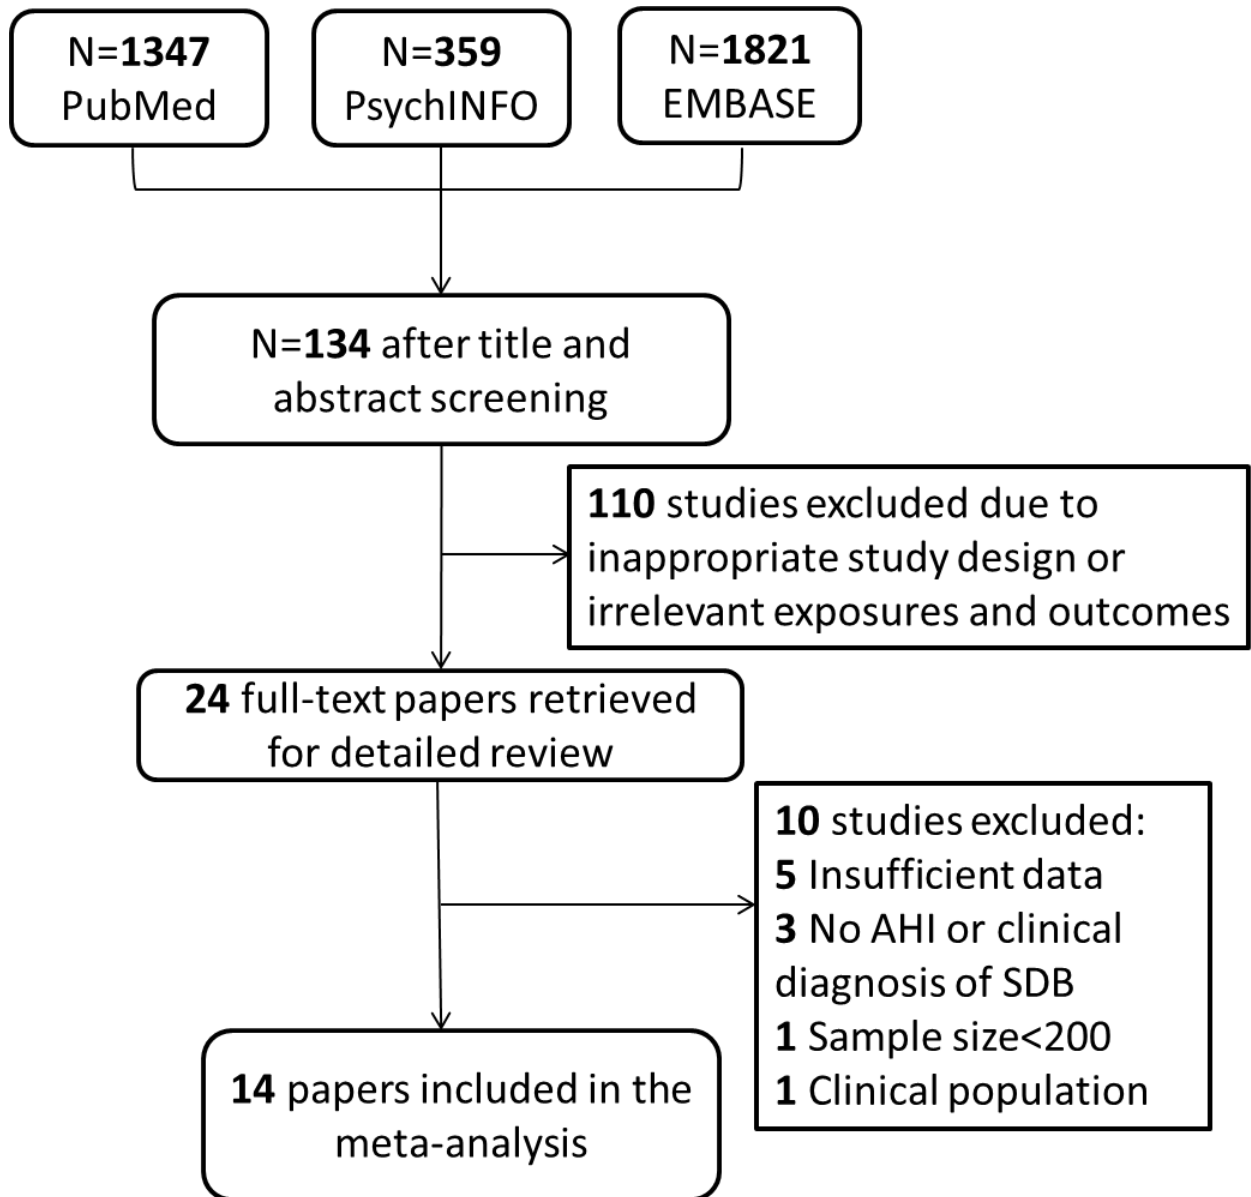 N=1347
PubMed
N=359
PsychINFO
N=1821
EMBASE
N=134 after title and
abstract screening
110 studies excluded due to
inappropriate study design or
irrelevant exposures and outcomes
24 full-text papers retrieved
for detailed review
10 studies excluded:
5 Insufficient data
3 No AHI or clinical
diagnosis of SDB
1 Sample size<200
1 Clinical population
14 papers included in the
meta-analysis